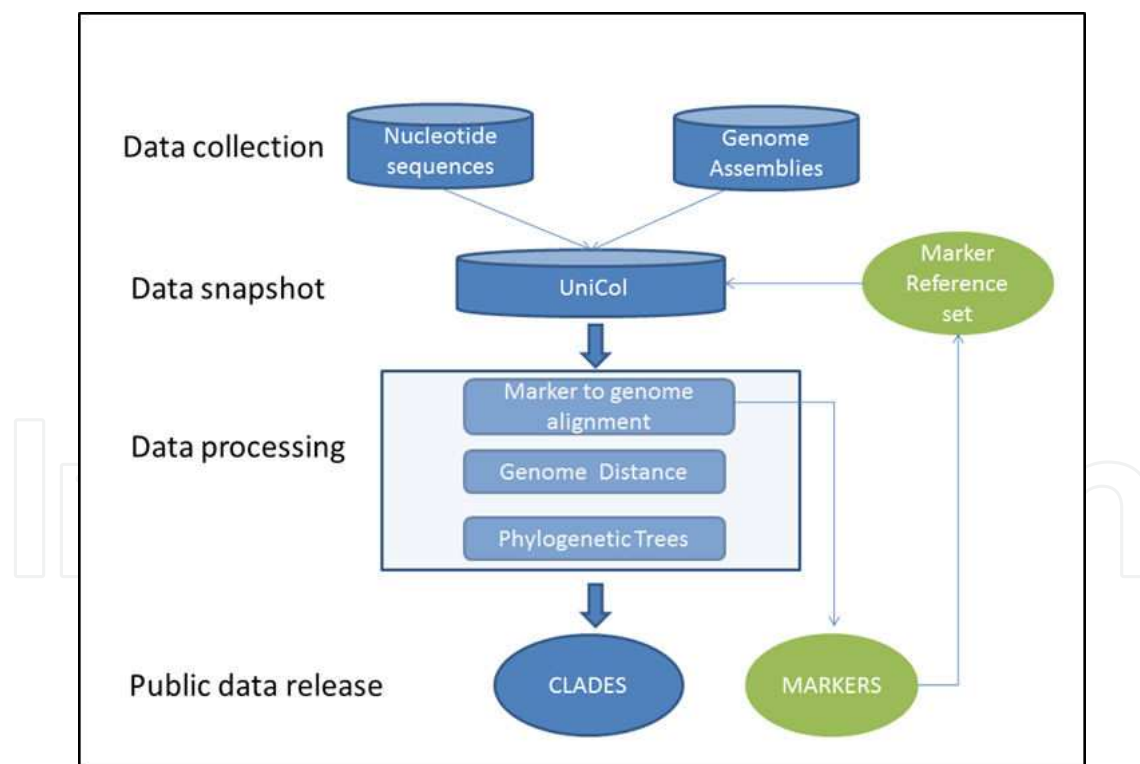 Data collection
Nucleotide
sequences
Genome
Assemblies
Data snapshot
UniCol
Marker
Reference
set
Data processing
Marker to genome
alignment
Genome Distance
Phylogenetic Trees
Public data release
CLADES
MARKERS